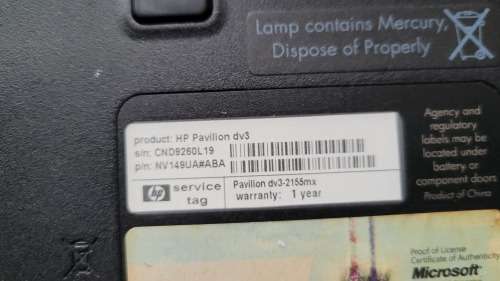 Lamp contains Mercury,
Dispose of Properly
product: HP Pavilion dv3
s/n: CND9260L19
p/n: NV149UA#ABA
hp service tag
Pavilion dv3-2155mx
warranty: 1 year
Agency and
regulatory
labels may be
located under
battery or
component doors
Product of China
Proof of License
Certificate of Authenticity
Microsoft